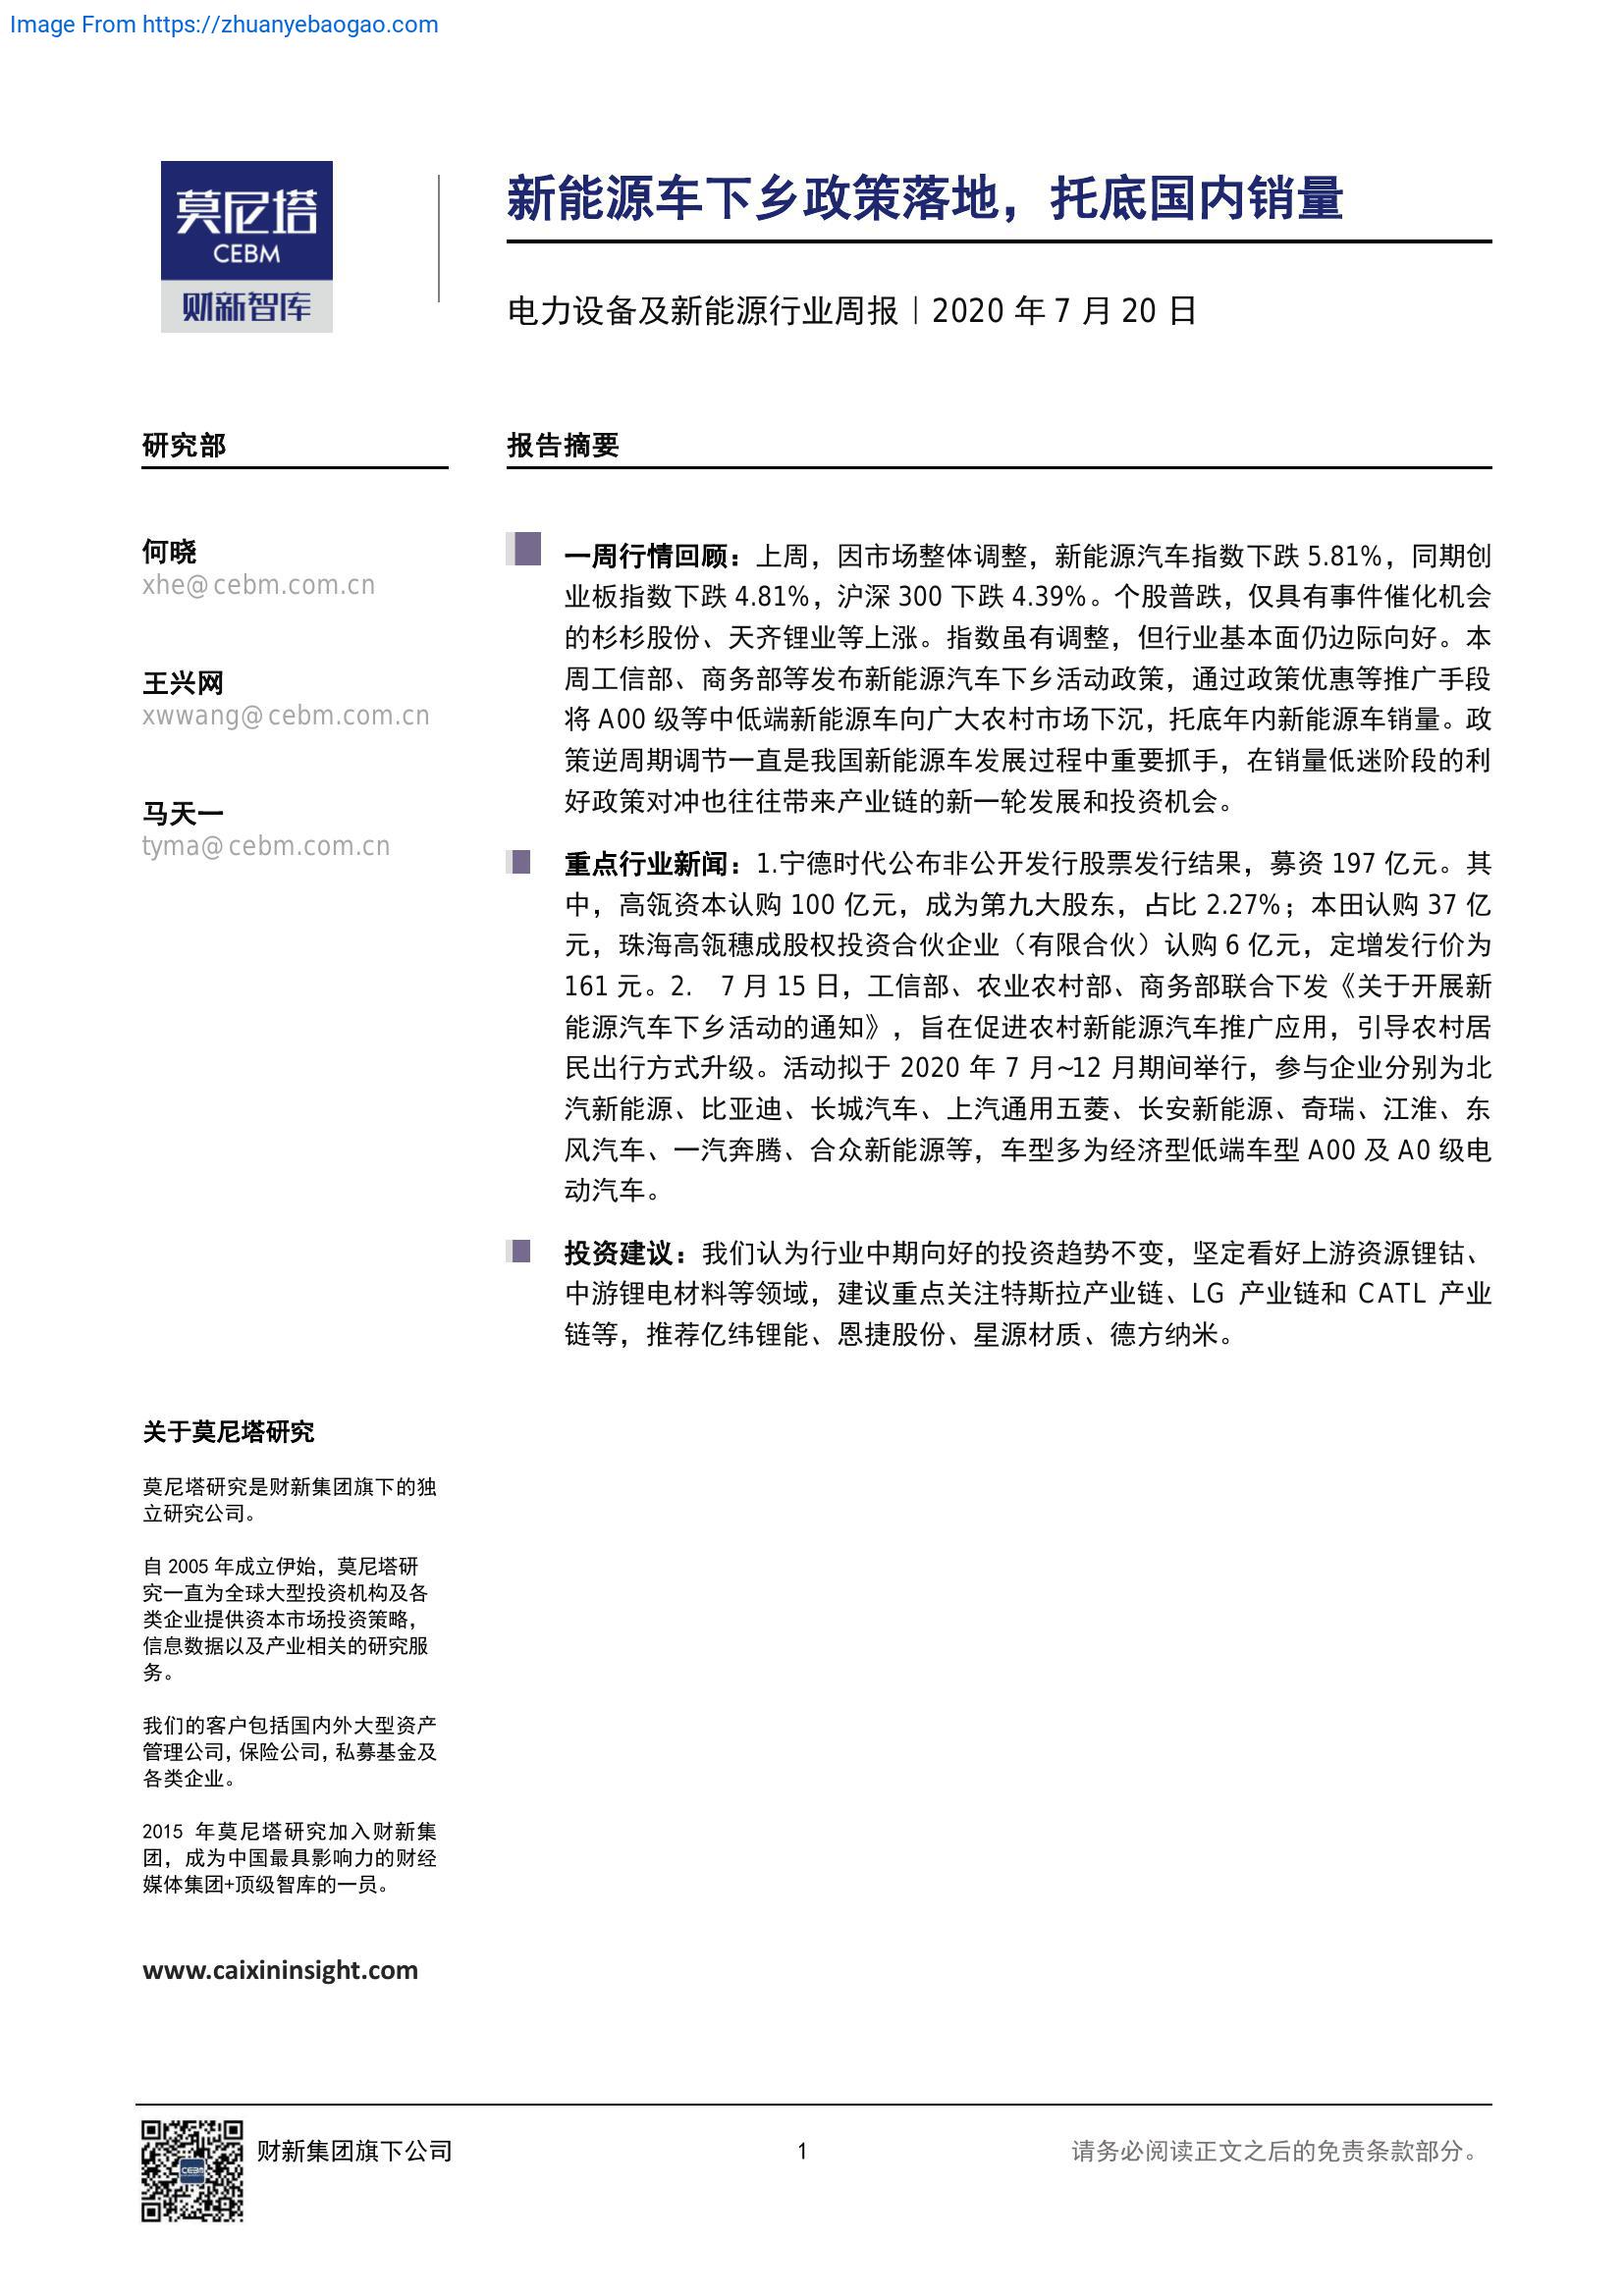 Image From https://zhuanyebaogao.com
莫尼塔
CEBM
财新智库
新能源车下乡政策落地，托底国内销量
电力设备及新能源行业周报｜2020 年 7 月 20 日
研究部
何晓
xhe@cebm.com.cn
王兴网
xwwang@cebm.com.cn
马天一
tyma@cebm.com.cn
报告摘要
一周行情回顾：上周，因市场整体调整，新能源汽车指数下跌 5.81%，同期创
业板指数下跌 4.81%，沪深 300 下跌 4.39%。个股普跌，仅具有事件催化机会
的杉杉股份、天齐锂业等上涨。指数虽有调整，但行业基本面仍边际向好。本
周工信部、商务部等发布新能源汽车下乡活动政策，通过政策优惠等推广手段
将 A00 级等中低端新能源车向广大农村市场下沉，托底年内新能源车销量。政
策逆周期调节一直是我国新能源车发展过程中重要抓手，在销量低迷阶段的利
好政策对冲也往往带来产业链的新一轮发展和投资机会。
重点行业新闻：1.宁德时代公布非公开发行股票发行结果，募资 197 亿元。其
中，高瓴资本认购 100 亿元，成为第九大股东，占比 2.27%；本田认购 37 亿
元，珠海高瓴穗成股权投资合伙企业（有限合伙）认购 6 亿元，定增发行价为
161 元。2. 7 月 15 日，工信部、农业农村部、商务部联合下发《关于开展新
能源汽车下乡活动的通知》，旨在促进农村新能源汽车推广应用，引导农村居
民出行方式升级。活动拟于 2020 年 7 月~12 月期间举行，参与企业分别为北
汽新能源、比亚迪、长城汽车、上汽通用五菱、长安新能源、奇瑞、江淮、东
风汽车、一汽奔腾、合众新能源等，车型多为经济型低端车型 A00 及 A0 级电
动汽车。
投资建议：我们认为行业中期向好的投资趋势不变，坚定看好上游资源锂钴、
中游锂电材料等领域，建议重点关注特斯拉产业链、LG 产业链和 CATL 产业
链等，推荐亿纬锂能、恩捷股份、星源材质、德方纳米。
关于莫尼塔研究
莫尼塔研究是财新集团旗下的独
立研究公司。
自 2005 年成立伊始，莫尼塔研
究一直为全球大型投资机构及各
类企业提供资本市场投资策略，
信息数据以及产业相关的研究服
务。
我们的客户包括国内外大型资产
管理公司，保险公司，私募基金及
各类企业。
2015 年莫尼塔研究加入财新集
团，成为中国最具影响力的财经
媒体集团+顶级智库的一员。
www.caixininsight.com
CEBM
财新集团旗下公司
1
请务必阅读正文之后的免责条款部分。